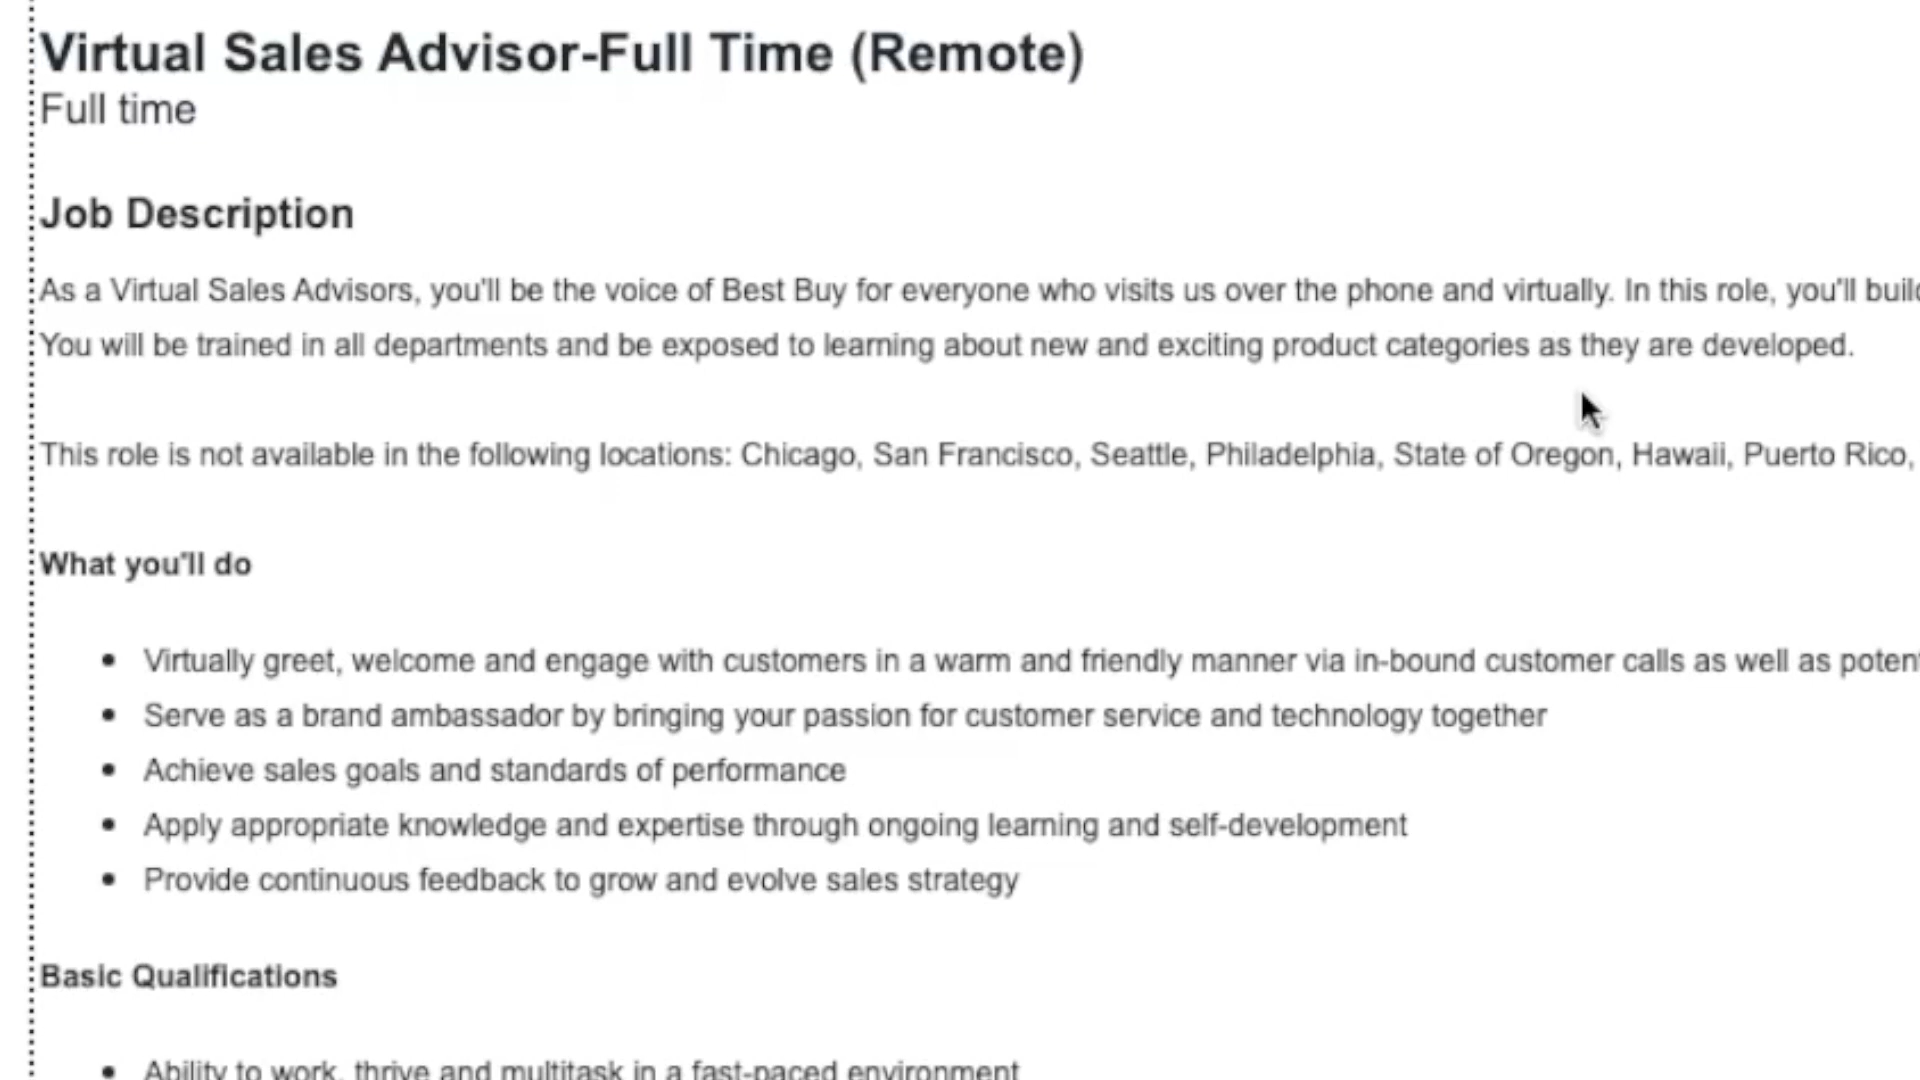 Virtual Sales Advisor-Full Time (Remote)
Full time
Job Description
As a Virtual Sales Advisors, you'll be the voice of Best Buy for everyone who visits us over the phone and virtually. In this role, you'll
You will be trained in all departments and be exposed to learning about new and exciting product categories as they are developed.
This role is not available in the following locations: Chicago, San Francisco, Seattle, Philadelphia, State of Oregon, Hawaii, Puerto Rico,
What you'll do
• Virtually greet, welcome and engage with customers in a warm and friendly manner via in-bound customer calls as well as
• Serve as a brand ambassador by bringing your passion for customer service and technology together
• Achieve sales goals and standards of performance
• Apply appropriate knowledge and expertise through ongoing learning and self-development
• Provide continuous feedback to grow and evolve sales strategy
Basic Qualifications
• Ability to work, thrive and multitask in a fast-paced environment